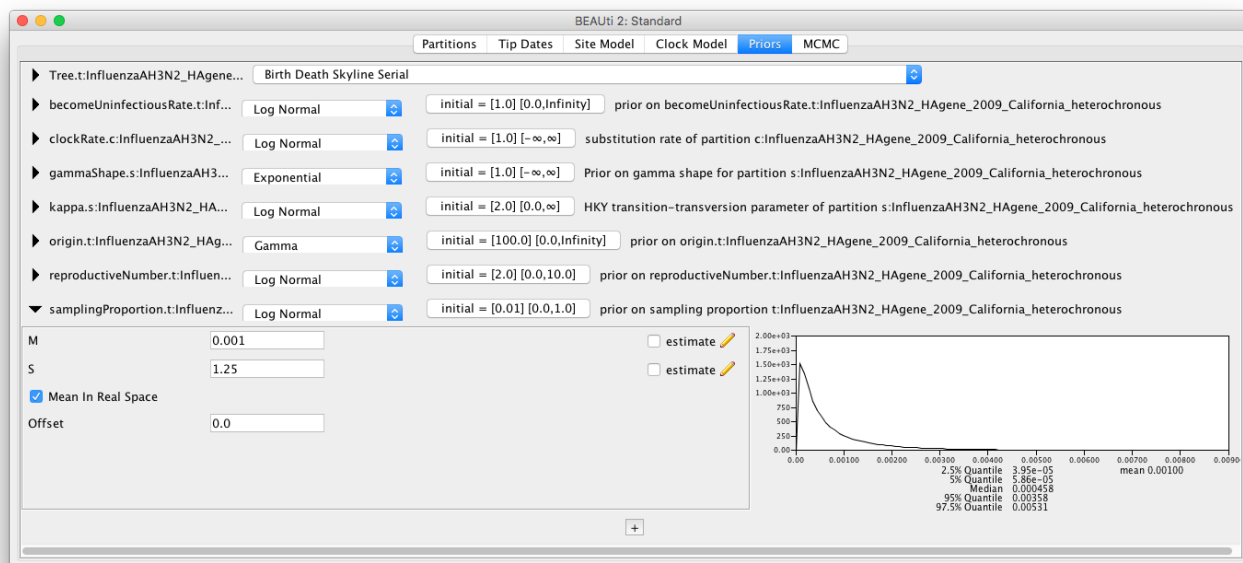 BEAUti 2: Standard
Partitions Tip Dates Site Model Clock Model Priors MCMC
Tree.t:InfluenzaAH3N2_HAgene... Birth Death Skyline Serial
becomeUninfectiousRate.t:Inf... Log Normal initial = [1.0] [0.0,Infinity] prior on becomeUninfectiousRate.t:InfluenzaAH3N2_HAgene_2009_California_heterochronous
clockRate.c:InfluenzaAH3N2_... Log Normal initial = [1.0] [-∞,∞] substitution rate of partition c:InfluenzaAH3N2_HAgene_2009_California_heterochronous
gammaShape.s:InfluenzaAH3... Exponential initial = [1.0] [-∞,∞] Prior on gamma shape for partition s:InfluenzaAH3N2_HAgene_2009_California_heterochronous
kappa.s:InfluenzaAH3N2_HA... Log Normal initial = [2.0] [0.0,∞] HKY transition-transversion parameter of partition s:InfluenzaAH3N2_HAgene_2009_California_heterochronous
origin.t:InfluenzaAH3N2_HAg... Gamma initial = [100.0] [0.0,Infinity] prior on origin.t:InfluenzaAH3N2_HAgene_2009_California_heterochronous
reproductiveNumber.t:Influen... Log Normal initial = [2.0] [0.0,10.0] prior on reproductiveNumber.t:InfluenzaAH3N2_HAgene_2009_California_heterochronous
samplingProportion.t:Influenz... Log Normal initial = [0.01] [0.0,1.0] prior on sampling proportion t:InfluenzaAH3N2_HAgene_2009_California_heterochronous
M 0.001 estimate
S 1.25 estimate
Mean In Real Space
Offset 0.0
2.00e+03
1.75e+03
1.50e+03
1.25e+03
1.00e+03
750
500
250
0.00
0.00 0.00100 0.00200 0.00300 0.00400 0.00500 0.00600 0.00700 0.00800 0.0090
2.5% Quantile 3.95e-05 mean 0.00100
5% Quantile 5.86e-05
Median 0.000458
95% Quantile 0.00358
97.5% Quantile 0.00531
+